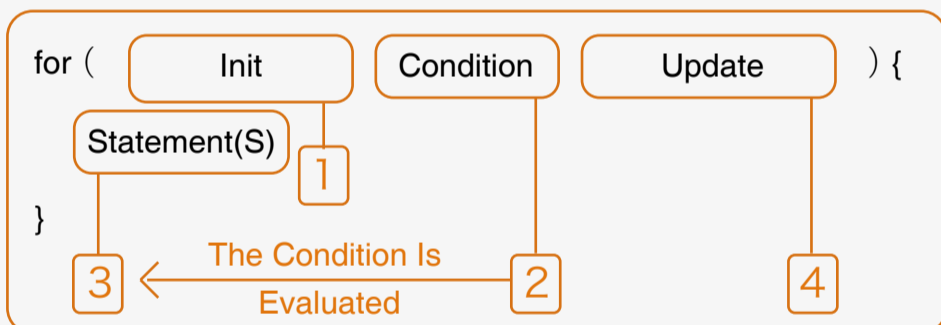 for ( Init Condition Update ) {
Statement(S)
1
}
The Condition Is
3 2 4
Evaluated